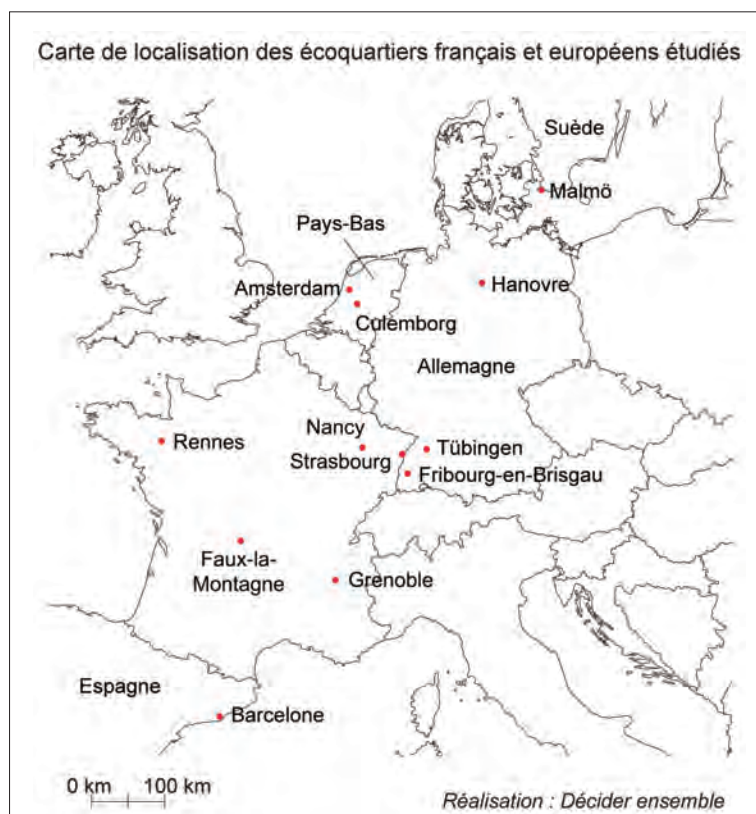 Carte de localisation des écoquartiers français et européens étudiés
Suède
Malmö
Pays-Bas
Amsterdam
Hanovre
Culemborg
Allemagne
Nancy
Rennes
Tübingen
Strasbourg
Fribourg-en-Brisgau
Faux-la-
Montagne
Grenoble
Espagne
Barcelone
0 km 100 km
Réalisation : Décider ensemble